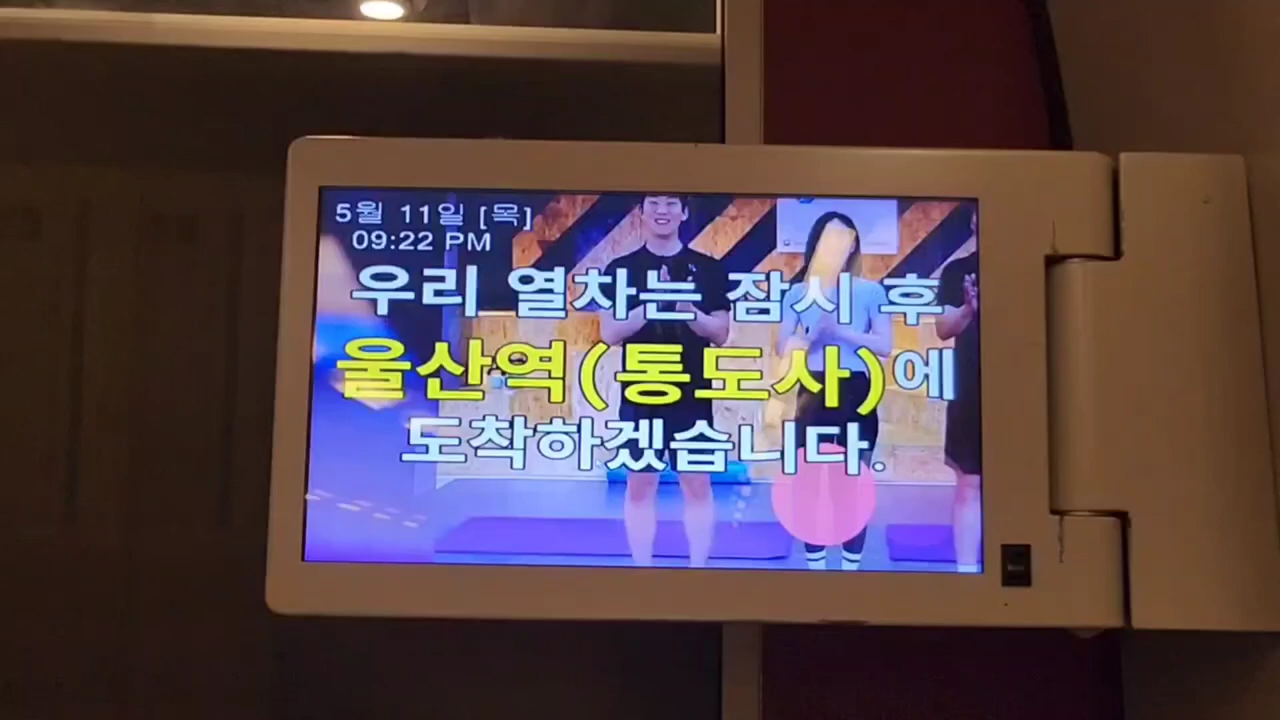 5월 11일 [목]
09:22 PM
우리 열차는 잠시 후
울산역(통도사)에
도착하겠습니다.